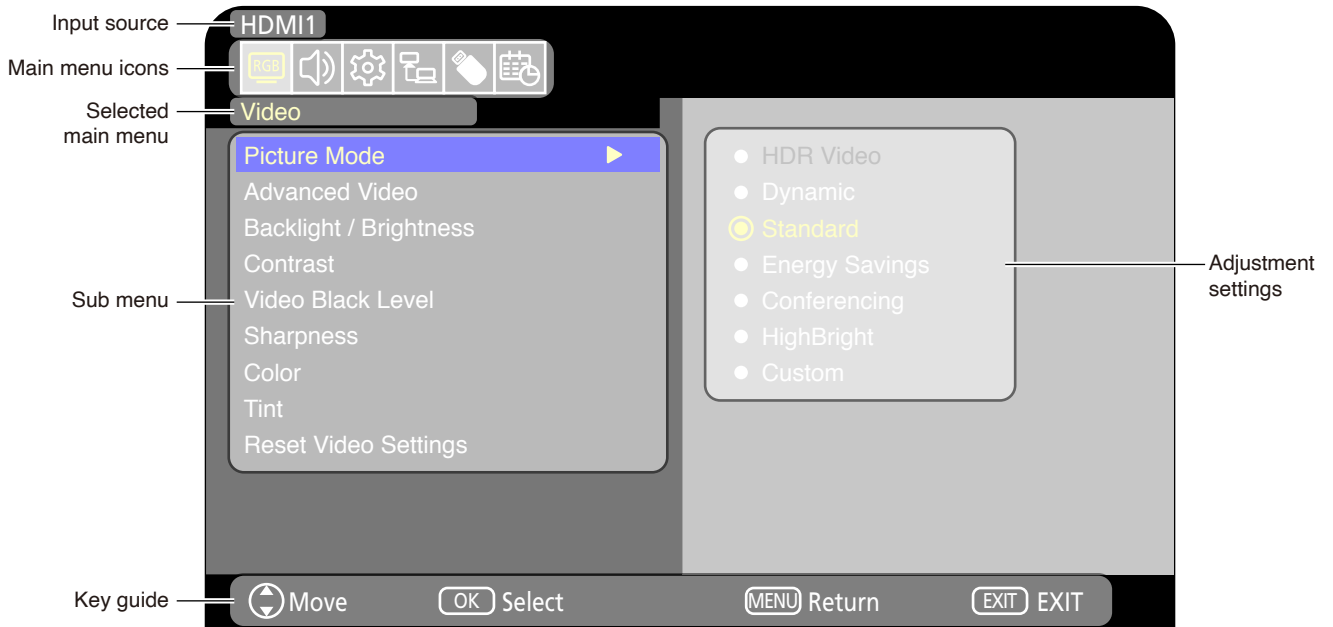 Input source
HDMI1
Main menu icons
RGB
Selected
main menu
Video
Picture Mode
Advanced Video
Backlight / Brightness
Contrast
Sub menu
Video Black Level
Sharpness
Color
Tint
Reset Video Settings
HDR Video
Dynamic
Standard
Energy Savings
Conferencing
HighBright
Custom
Adjustment
settings
Key guide
Move
OK Select
MENU Return
EXIT EXIT